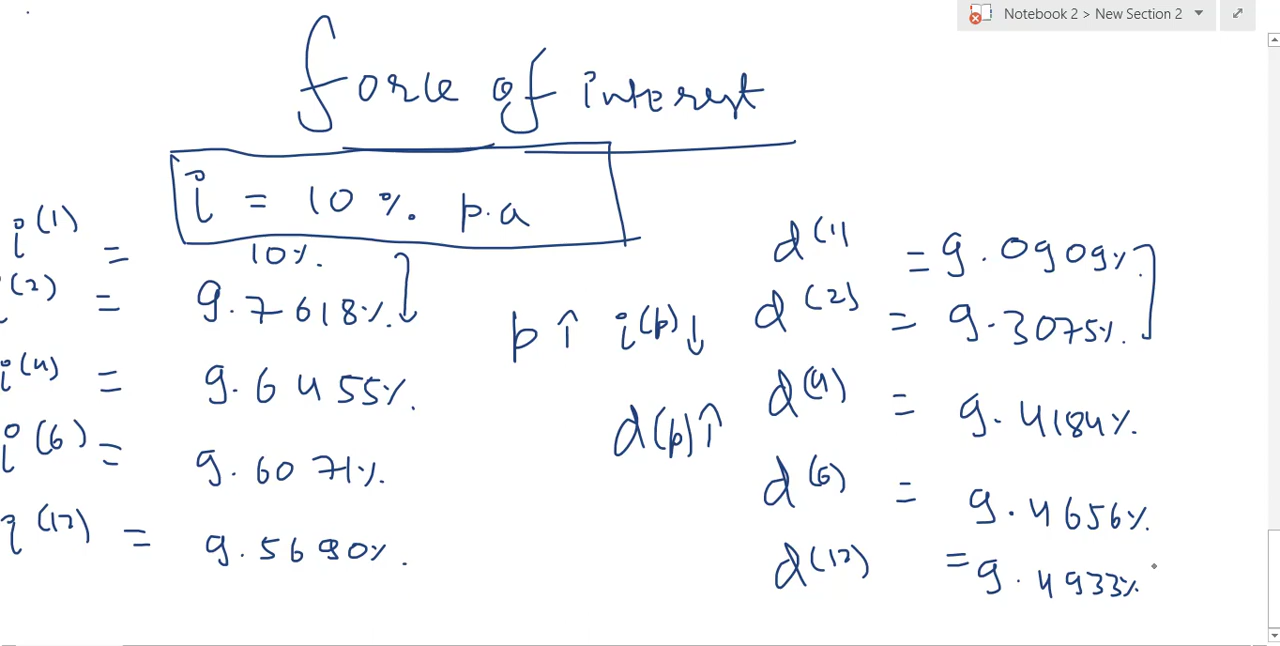 Notebook 2 > New Section 2
force of interest
i = 10 %. p.a
i(1) = 10%.
(2) = 9.7618%.
i(4) = 9.6455%.
i(6) = 9.6071%.
i(12) = 9.5690%.
p↑ i(p)↓
d(p)↑
d(1) = 9.0909%.
d(2) = 9.3075%.
d(4) = 9.4184%.
d(6) = 9.4656%.
d(12) = 9.4933%.